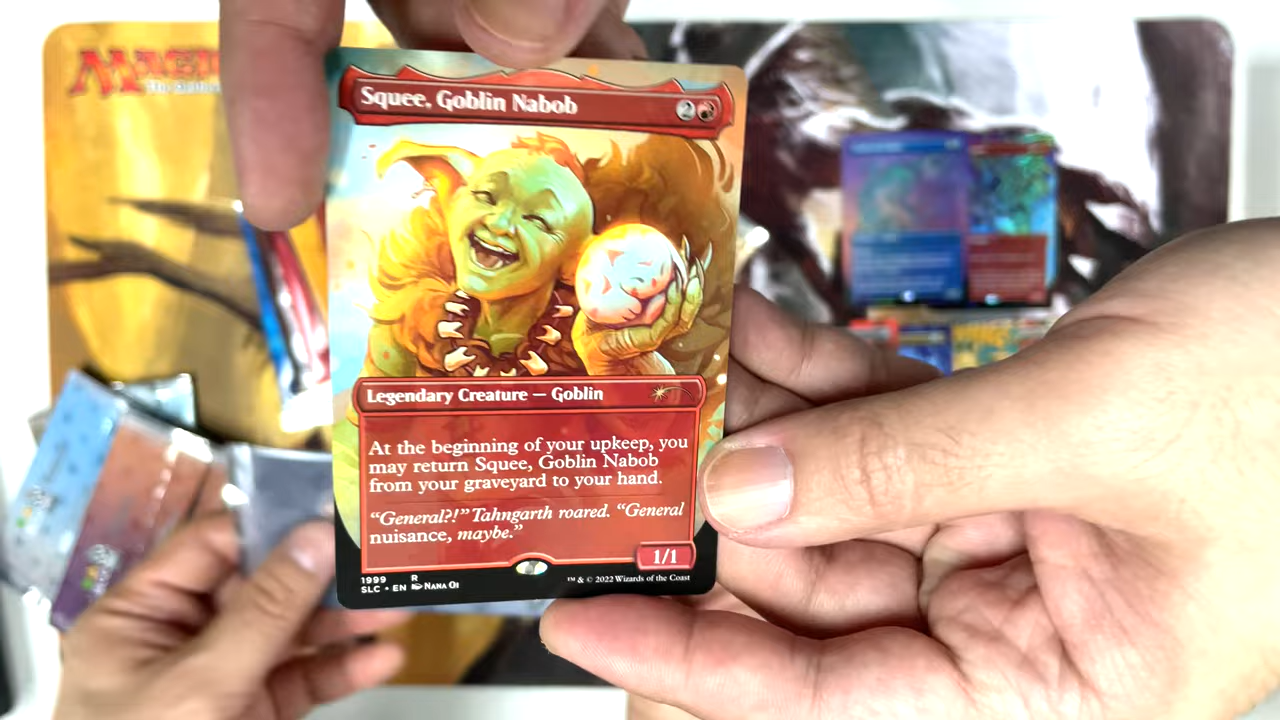 MAGIC
Squee, Goblin Nabob
2
Legendary Creature — Goblin
At the beginning of your upkeep, you
may return Squee, Goblin Nabob
from your graveyard to your hand.
“General?!” Tahngarth roared. “General
nuisance, maybe.”
1/1
1999 R
SLC • EN Nana Qi
™ & © 2022 Wizards of the Coast